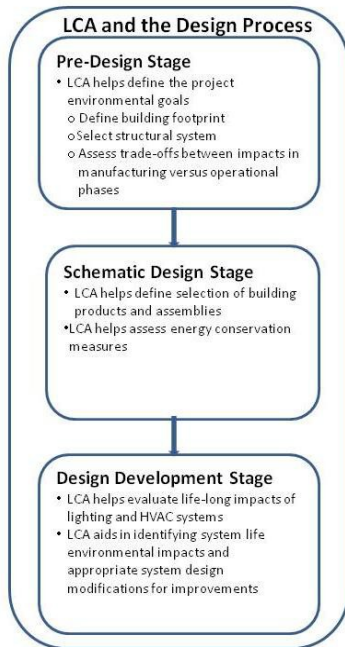 LCA and the Design Process
Pre-Design Stage
• LCA helps define the project
environmental goals
o Define building footprint
o Select structural system
o Assess trade-offs between impacts in
manufacturing versus operational
phases
Schematic Design Stage
• LCA helps define selection of building
products and assemblies
•LCA helps assess energy conservation
measures
Design Development Stage
• LCA helps evaluate life-long impacts of
lighting and HVAC systems
• LCA aids in identifying system life
environmental impacts and
appropriate system design
modifications for improvements